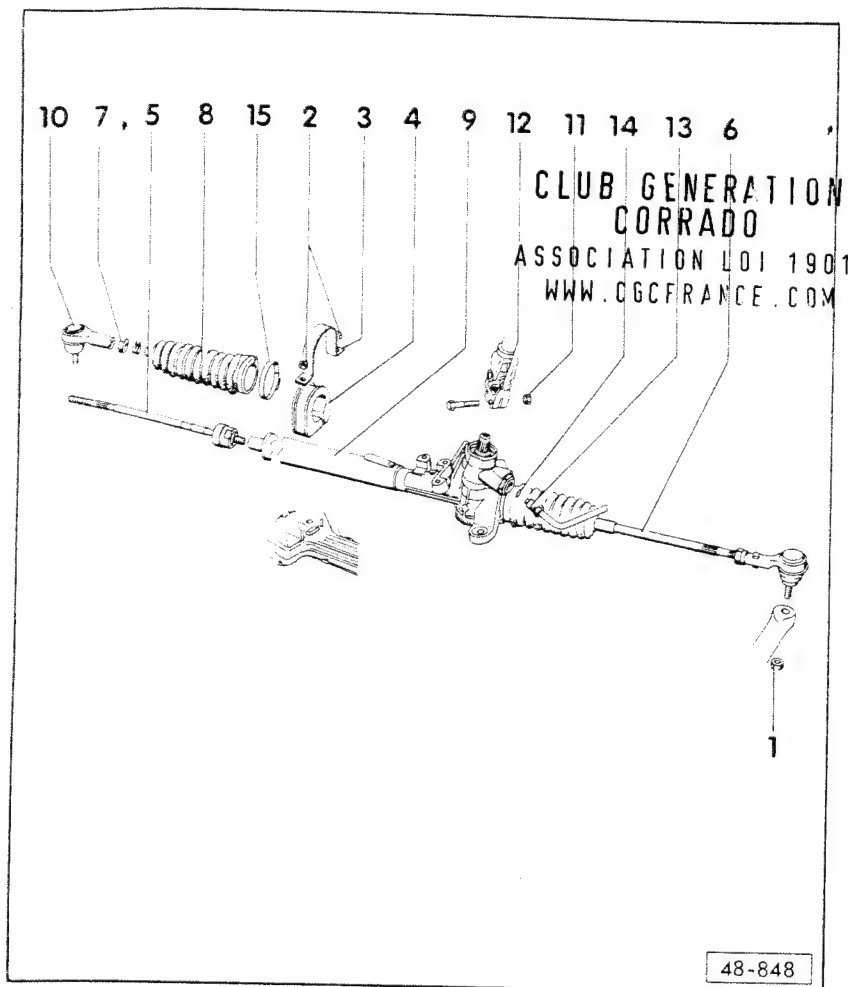 10 7, 5 8 15 2 3 4 9 12 11 14 13 6
CLUB GENERATION
CORRADO
ASSOCIATION LOI 1901
WWW.CGCFRANCE.COM
1
48-848